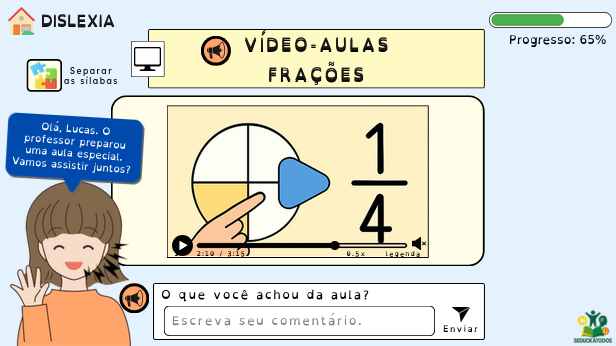 DISLEXIA
VÍDEO-AULAS
FRAÇÕES
Progresso: 65%
Separar
as sílabas
Olá, Lucas. O
professor preparou
uma aula especial.
Vamos assistir juntos?
1
4
2:10 / 3:15
0.5x
legenda
O que você achou da aula?
Escreva seu comentário.
Enviar
SEDUCKATODOS